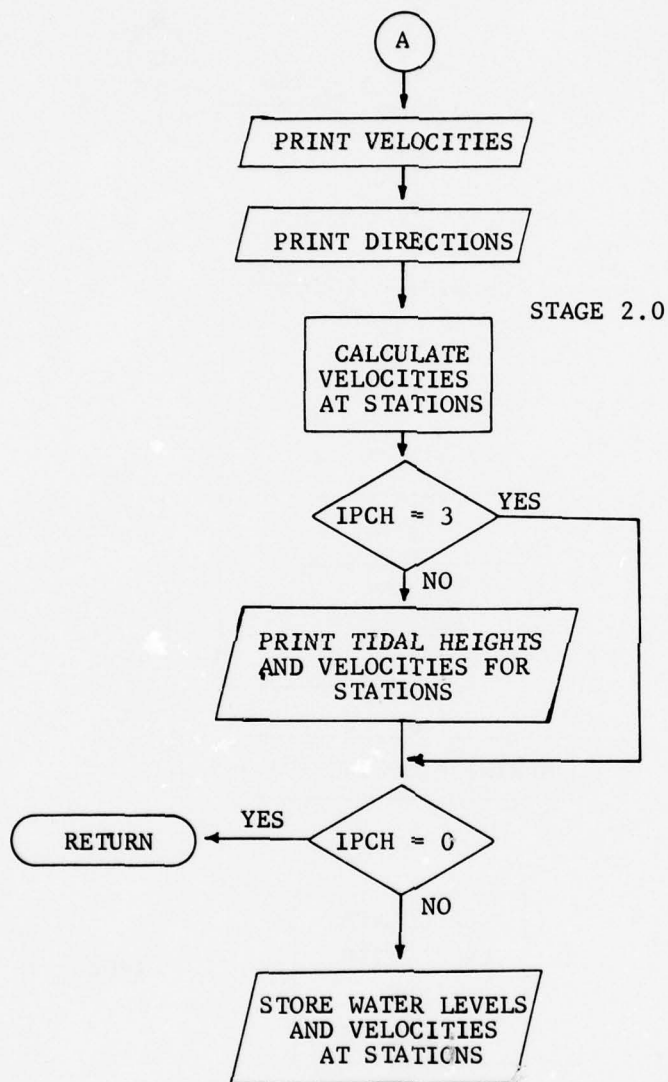 A
PRINT VELOCITIES
PRINT DIRECTIONS
STAGE 2.0
CALCULATE
VELOCITIES
AT STATIONS
IPCH = 3
YES
NO
PRINT TIDAL HEIGHTS
AND VELOCITIES FOR
STATIONS
YES
RETURN
IPCH = 0
NO
STORE WATER LEVELS
AND VELOCITIES
AT STATIONS